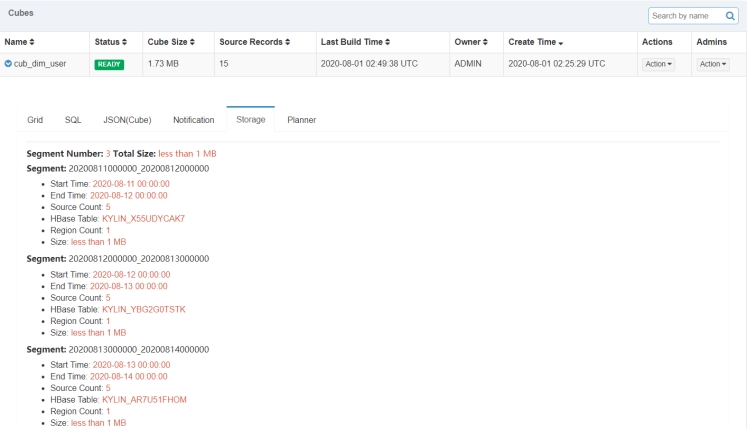 Cubes
Search by name
Name Status Cube Size Source Records Last Build Time Owner Create Time Actions Admins
cub_dim_user READY 1.73 MB 15 2020-08-01 02:49:38 UTC ADMIN 2020-08-01 02:25:29 UTC Action Action
Grid SQL JSON(Cube) Notification Storage Planner
Segment Number: 3 Total Size: less than 1 MB
Segment: 20200811000000_20200812000000
• Start Time: 2020-08-11 00:00:00
• End Time: 2020-08-12 00:00:00
• Source Count: 5
• HBase Table: KYLIN_X55UDYCAK7
• Region Count: 1
• Size: less than 1 MB
Segment: 20200812000000_20200813000000
• Start Time: 2020-08-12 00:00:00
• End Time: 2020-08-13 00:00:00
• Source Count: 5
• HBase Table: KYLIN_YBG2G0TSTK
• Region Count: 1
• Size: less than 1 MB
Segment: 20200813000000_20200814000000
• Start Time: 2020-08-13 00:00:00
• End Time: 2020-08-14 00:00:00
• Source Count: 5
• HBase Table: KYLIN_AR7U51FHOM
• Region Count: 1
• Size: less than 1 MB